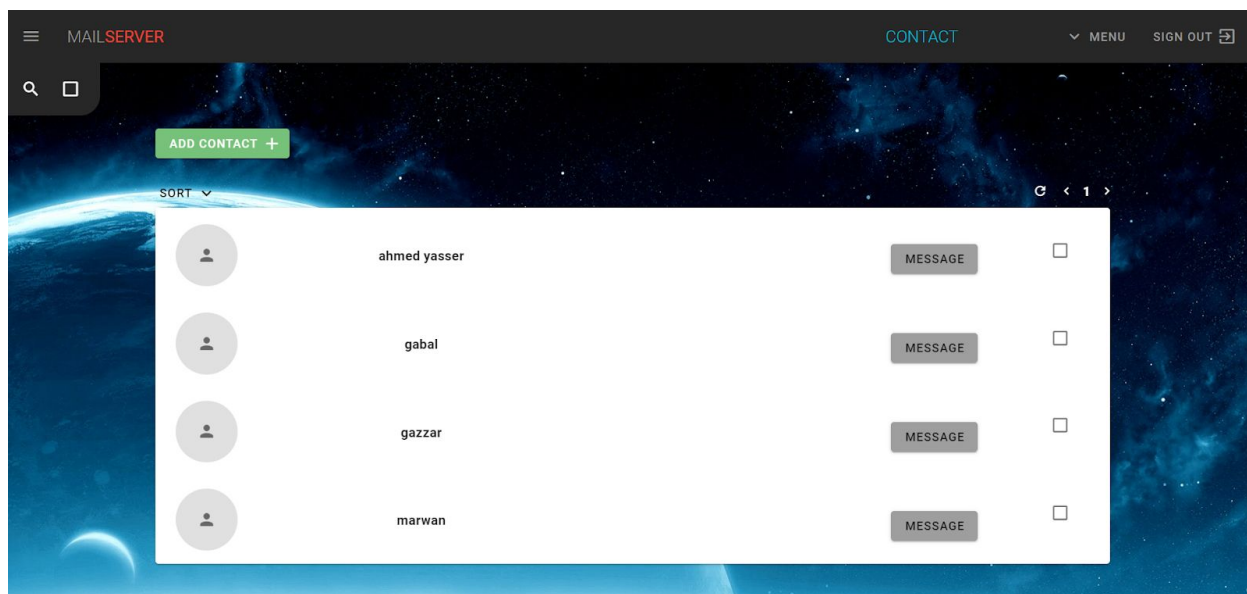 MAILSERVER CONTACT MENU SIGN OUT
ADD CONTACT +
SORT 1
ahmed yasser MESSAGE
gabal MESSAGE
gazzar MESSAGE
marwan MESSAGE